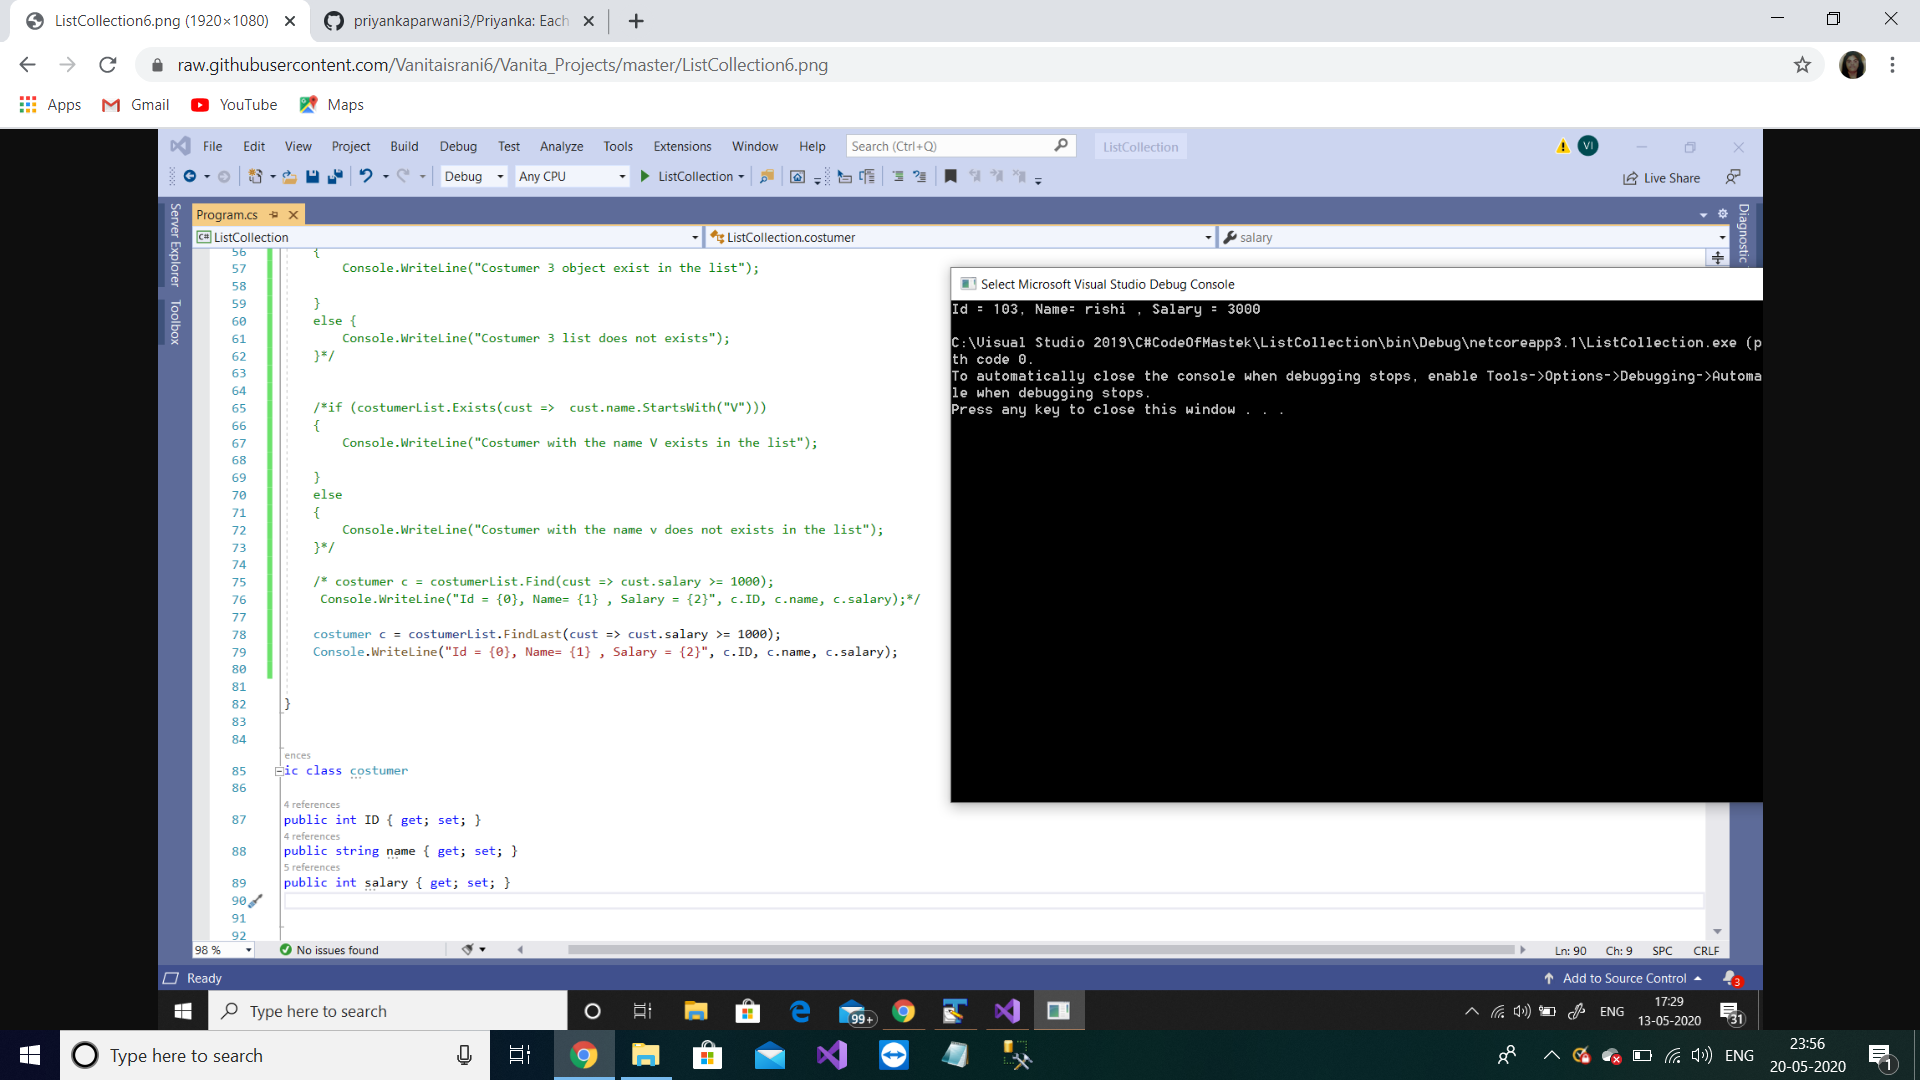 ListCollection6.png (1920×1080)
priyankaparwani3/Priyanka: Each
raw.githubusercontent.com/Vanitaisrani6/Vanita_Projects/master/ListCollection6.png
Apps Gmail YouTube Maps
File Edit View Project Build Debug Test Analyze Tools Extensions Window Help Search (Ctrl+Q) ListCollection VI
Debug Any CPU ListCollection Live Share
Server Explorer
Toolbox
Diagnostic
Program.cs
C# ListCollection ListCollection.costumer salary
56 {
57 Console.WriteLine("Costumer 3 object exist in the list");
58
59 }
60 else {
61 Console.WriteLine("Costumer 3 list does not exists");
62 }*/
63
64
65 /*if (costumerList.Exists(cust => cust.name.StartsWith("V")))
66 {
67 Console.WriteLine("Costumer with the name V exists in the list");
68
69 }
70 else
71 {
72 Console.WriteLine("Costumer with the name v does not exists in the list");
73 }*/
74
75 /* costumer c = costumerList.Find(cust => cust.salary >= 1000);
76 Console.WriteLine("Id = {0}, Name= {1} , Salary = {2}", c.ID, c.name, c.salary);*/
77
78 costumer c = costumerList.FindLast(cust => cust.salary >= 1000);
79 Console.WriteLine("Id = {0}, Name= {1} , Salary = {2}", c.ID, c.name, c.salary);
80
81
82 }
83
84
ences
85 ic class costumer
86
4 references
87 public int ID { get; set; }
4 references
88 public string name { get; set; }
5 references
89 public int salary { get; set; }
90
91
92
Select Microsoft Visual Studio Debug Console
Id = 103, Name= rishi , Salary = 3000
C:\Visual Studio 2019\C#CodeOfMastek\ListCollection\bin\Debug\netcoreapp3.1\ListCollection.exe (p
th code 0.
To automatically close the console when debugging stops, enable Tools->Options->Debugging->Automa
le when debugging stops.
Press any key to close this window . . .
98 % No issues found Ln: 90 Ch: 9 SPC CRLF
Ready Add to Source Control 3
Type here to search 99+ ENG 17:29 13-05-2020 31
Type here to search ENG 23:56 20-05-2020 1